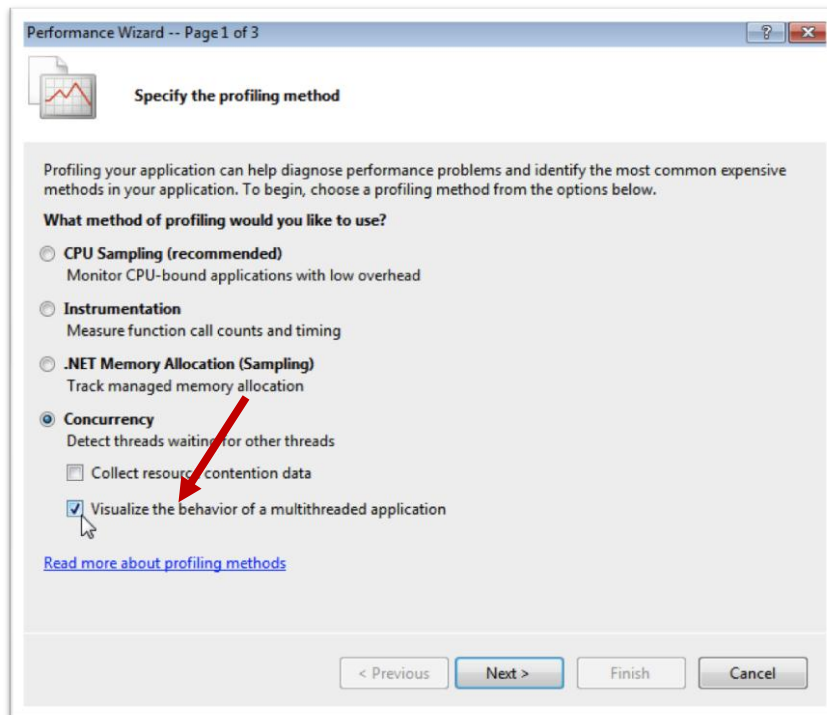 Performance Wizard -- Page 1 of 3
Specify the profiling method
Profiling your application can help diagnose performance problems and identify the most common expensive
methods in your application. To begin, choose a profiling method from the options below.
What method of profiling would you like to use?
CPU Sampling (recommended)
Monitor CPU-bound applications with low overhead
Instrumentation
Measure function call counts and timing
.NET Memory Allocation (Sampling)
Track managed memory allocation
Concurrency
Detect threads waiting for other threads
Collect resource contention data
Visualize the behavior of a multithreaded application
Read more about profiling methods
< Previous Next > Finish Cancel